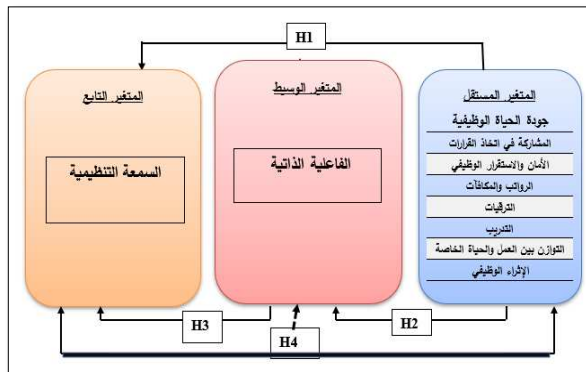 H1
المتغير المستقل
جودة الحياة الوظيفية
المشاركة في اتخاذ القرارات
الأمان والاستقرار الوظيفي
الرواتب والمكافآت
الترقيات
التدريب
التوازن بين العمل والحياة الخاصة
الإثراء الوظيفي
المتغير الوسيط
الفاعلية الذاتية
المتغير التابع
السمعة التنظيمية
H2
H3
H4